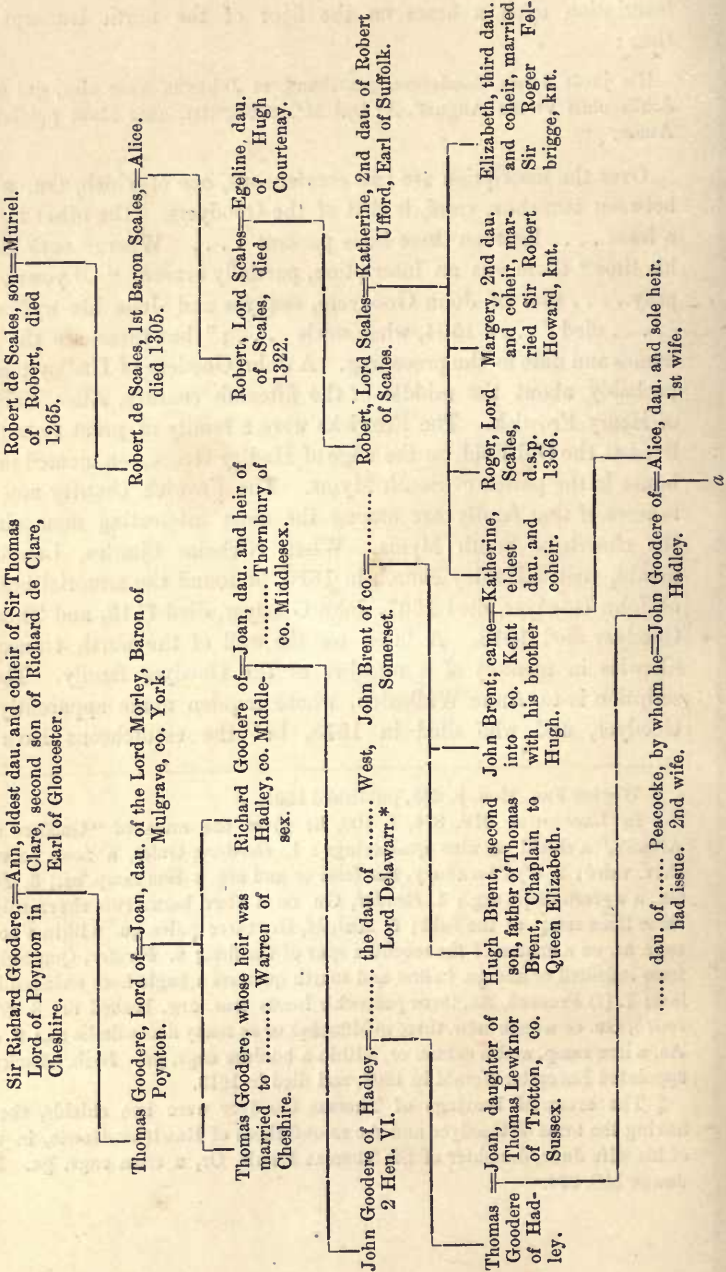 Sir Richard Goodere,=Ann, eldest dau. and coheir of Sir Thomas
Lord of Poynton in Clare, second son of Richard de Clare,
Cheshire. Earl of Gloucester.
Robert de Scales, son=Muriel.
of Robert, died
1265.
Thomas Goodere, Lord of=Joan, dau. of the Lord Morley, Baron of
Poynton. Mulgrave, co. York.
Robert de Scales, 1st Baron Scales,=Alice.
died 1305.
Thomas Goodere, whose heir was
married to ........ Warren of
Cheshire.
Richard Goodere of=Joan, dau. and heir of
Hadley, co. Middle- ........ Thornbury of
sex. co. Middlesex.
Robert, Lord Scales=Egeline, dau.
of Scales, died of Hugh
1322. Courtenay.
John Goodere of Hadley,=........ the dau. of ........ West,
2 Hen. VI. Lord Delawarr.*
John Brent of co.=........
Somerset.
Robert, Lord Scales=Katherine, 2nd dau. of Robert
of Scales. Ufford, Earl of Suffolk.
Thomas=Joan, daughter of
Goodere Thomas Lewknor
of Had- of Trotton, co.
ley. Sussex.
Hugh Brent, second
son, father of Thomas
Brent, Chaplain to
Queen Elizabeth.
John Brent; came=Katherine,
into co. Kent eldest
with his brother dau. and
Hugh. coheir.
Roger, Lord
Scales,
d.s.p.
1386.
Margery, 2nd dau.
and coheir, mar-
ried Sir Robert
Howard, knt.
Elizabeth, third dau.
and coheir, married
Sir Roger Fel-
brigge, knt.
...... dau. of ...... Peacocke, by whom he=John Goodere of=Alice, dau. and sole heir.
had issue. 2nd wife. Hadley. 1st wife.
a